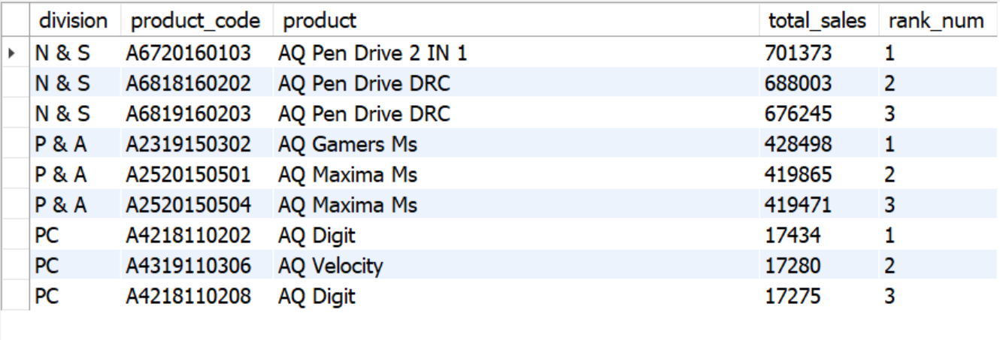 division product_code product total_sales rank_num
N & S A6720160103 AQ Pen Drive 2 IN 1 701373 1
N & S A6818160202 AQ Pen Drive DRC 688003 2
N & S A6819160203 AQ Pen Drive DRC 676245 3
P & A A2319150302 AQ Gamers Ms 428498 1
P & A A2520150501 AQ Maxima Ms 419865 2
P & A A2520150504 AQ Maxima Ms 419471 3
PC A4218110202 AQ Digit 17434 1
PC A4319110306 AQ Velocity 17280 2
PC A4218110208 AQ Digit 17275 3